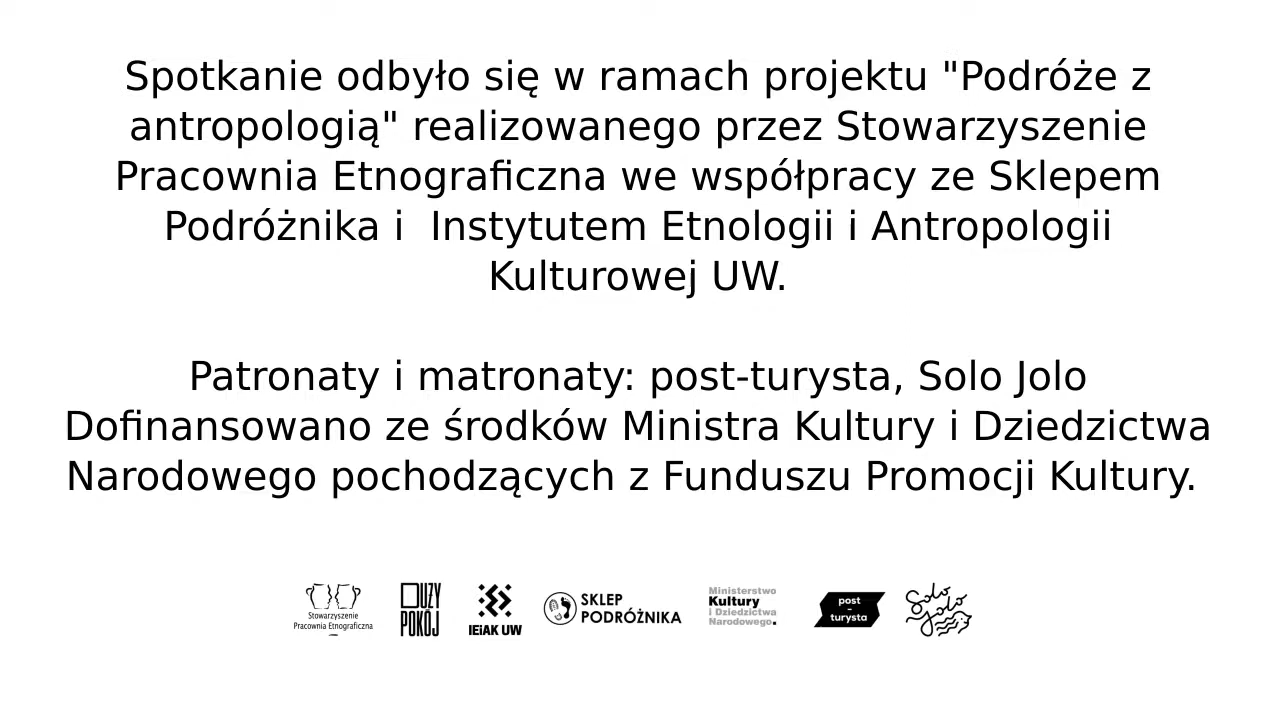 Spotkanie odbyło się w ramach projektu "Podróże z
antropologią" realizowanego przez Stowarzyszenie
Pracownia Etnograficzna we współpracy ze Sklepem
Podróżnika i  Instytutem Etnologii i Antropologii
Kulturowej UW.
Patronaty i matronaty: post-turysta, Solo Jolo
Dofinansowano ze środków Ministra Kultury i Dziedzictwa
Narodowego pochodzących z Funduszu Promocji Kultury.
Stowarzyszenie
Pracownia Etnograficzna
DUŻY
POKÓJ
IEiAK UW
SKLEP
PODRÓŻNIKA
Ministerstwo
Kultury
i Dziedzictwa
Narodowego.
post
-
turysta
Solo
Jolo